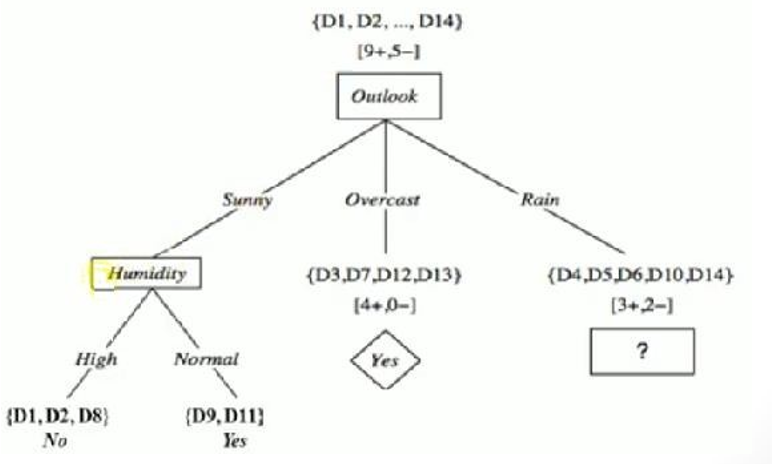 {D1, D2, ..., D14}
[9+,5−]
Outlook
Sunny
Overcast
Rain
Humidity
{D3,D7,D12,D13}
{D4,D5,D6,D10,D14}
[4+,0−]
[3+,2−]
Yes
?
High
Normal
{D1, D2, D8}
{D9, D11}
No
Yes